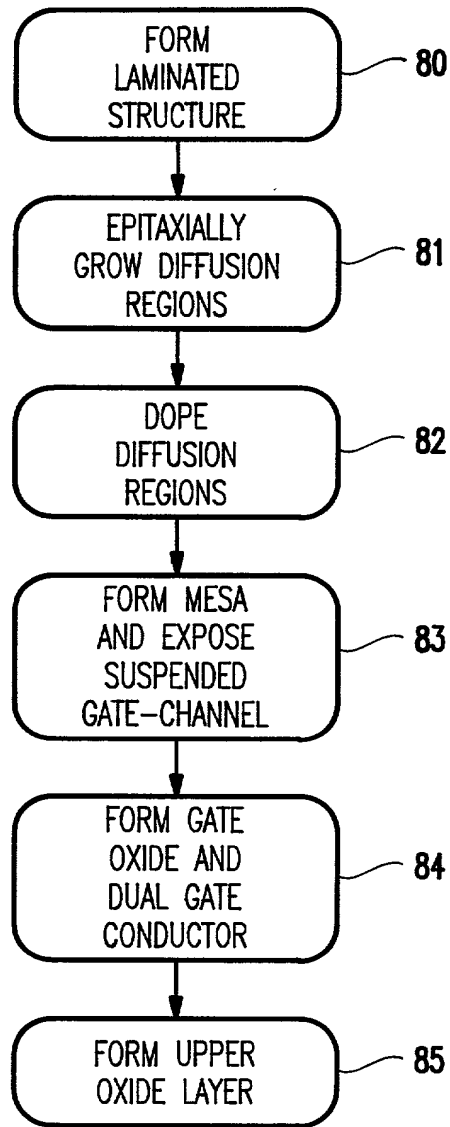 FORM
LAMINATED
STRUCTURE
80
EPITAXIALLY
GROW DIFFUSION
REGIONS
81
DOPE
DIFFUSION
REGIONS
82
FORM MESA
AND EXPOSE
SUSPENDED
GATE-CHANNEL
83
FORM GATE
OXIDE AND
DUAL GATE
CONDUCTOR
84
FORM UPPER
OXIDE LAYER
85